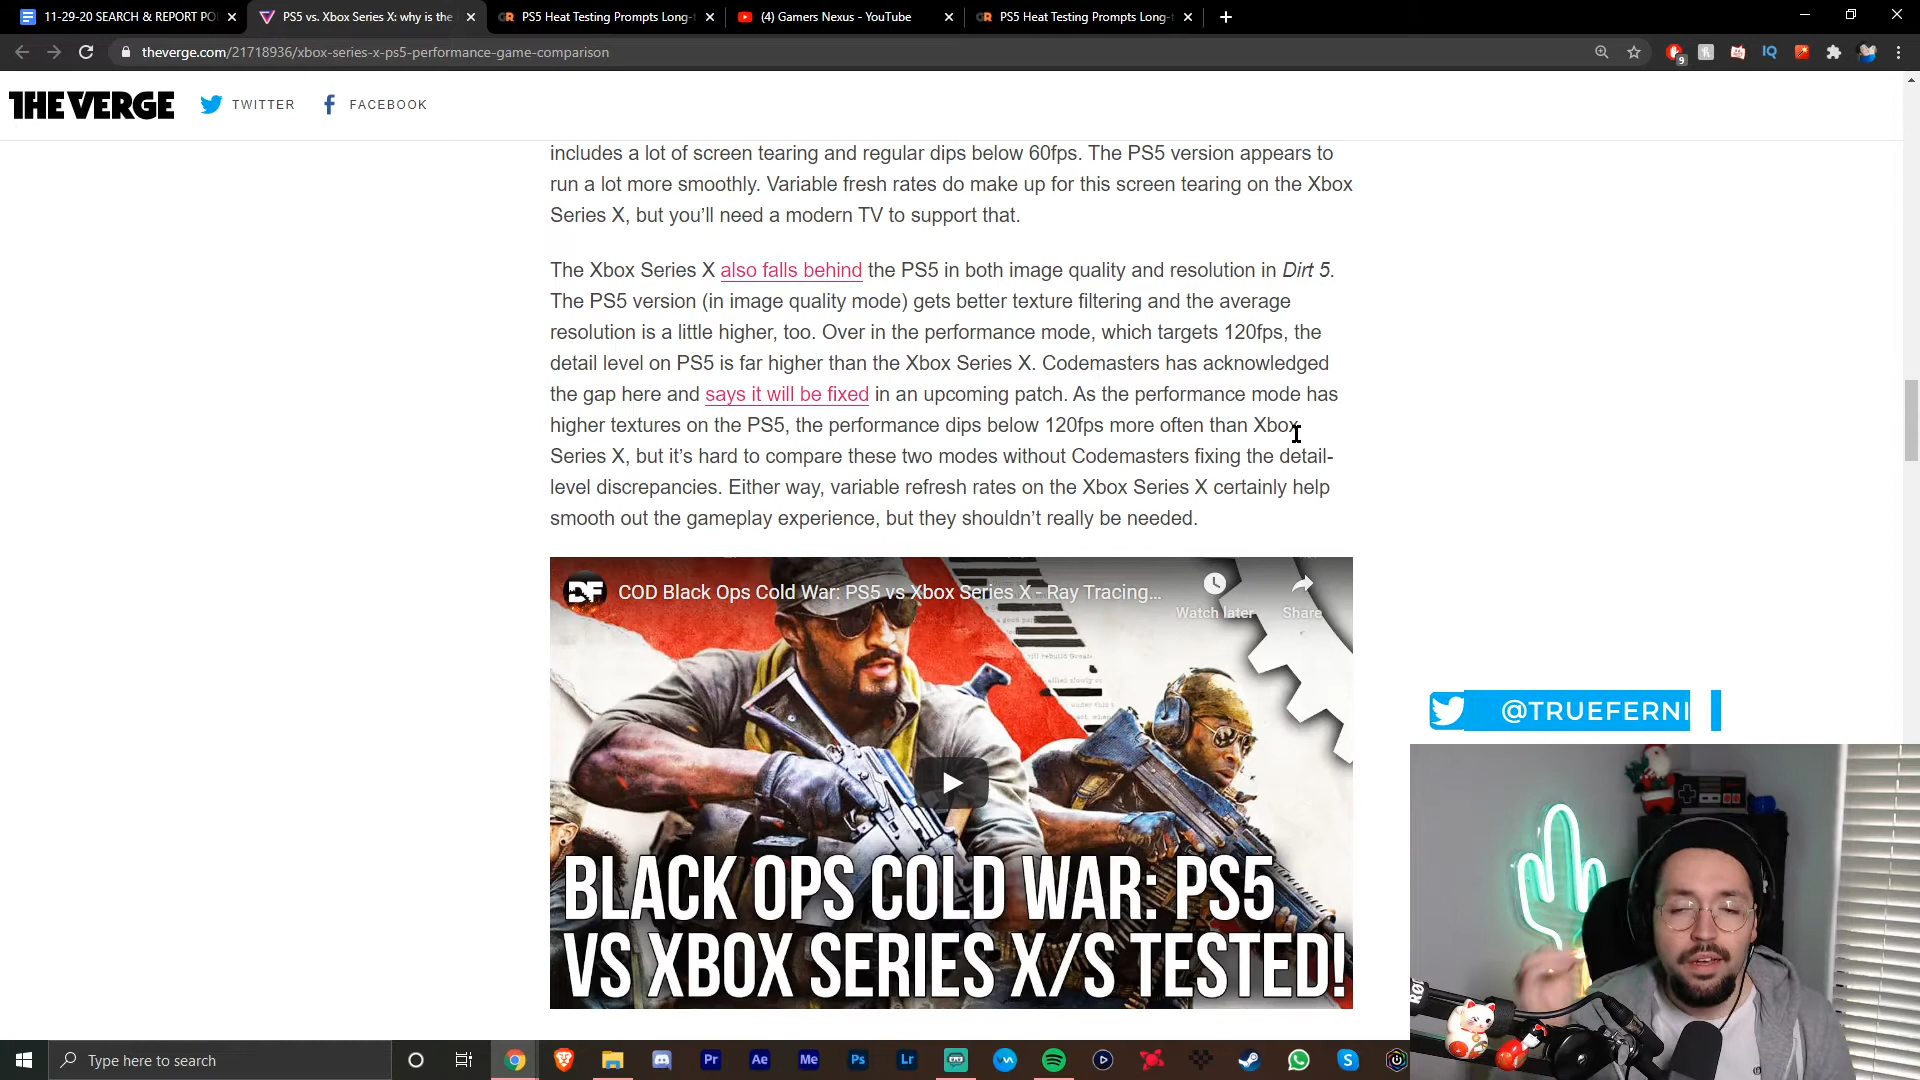 11-29-20 SEARCH & REPORT PO
PS5 vs. Xbox Series X: why is the
PS5 Heat Testing Prompts Long-
(4) Gamers Nexus - YouTube
PS5 Heat Testing Prompts Long-
theverge.com/21718936/xbox-series-x-ps5-performance-game-comparison
9
IQ
THE VERGE
TWITTER
FACEBOOK
includes a lot of screen tearing and regular dips below 60fps. The PS5 version appears to
run a lot more smoothly. Variable fresh rates do make up for this screen tearing on the Xbox
Series X, but you’ll need a modern TV to support that.
The Xbox Series X also falls behind the PS5 in both image quality and resolution in Dirt 5.
The PS5 version (in image quality mode) gets better texture filtering and the average
resolution is a little higher, too. Over in the performance mode, which targets 120fps, the
detail level on PS5 is far higher than the Xbox Series X. Codemasters has acknowledged
the gap here and says it will be fixed in an upcoming patch. As the performance mode has
higher textures on the PS5, the performance dips below 120fps more often than Xbox
Series X, but it’s hard to compare these two modes without Codemasters fixing the detail-
level discrepancies. Either way, variable refresh rates on the Xbox Series X certainly help
smooth out the gameplay experience, but they shouldn’t really be needed.
DF
COD Black Ops Cold War: PS5 vs Xbox Series X - Ray Tracing...
Watch later
Share
BLACK OPS COLD WAR: PS5
VS XBOX SERIES X/S TESTED!
@TRUEFERNI
Type here to search
Pr
Ae
Me
Ps
Lr